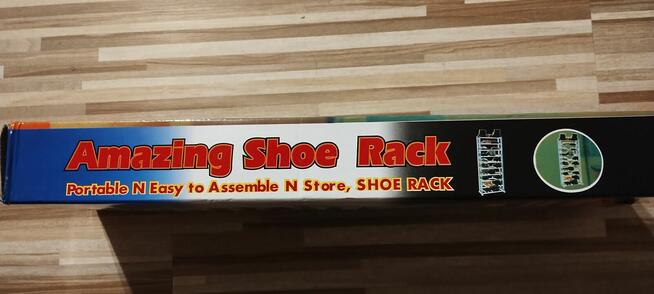 Amazing Shoe Rack
Portable N Easy to Assemble N Store, SHOE RACK